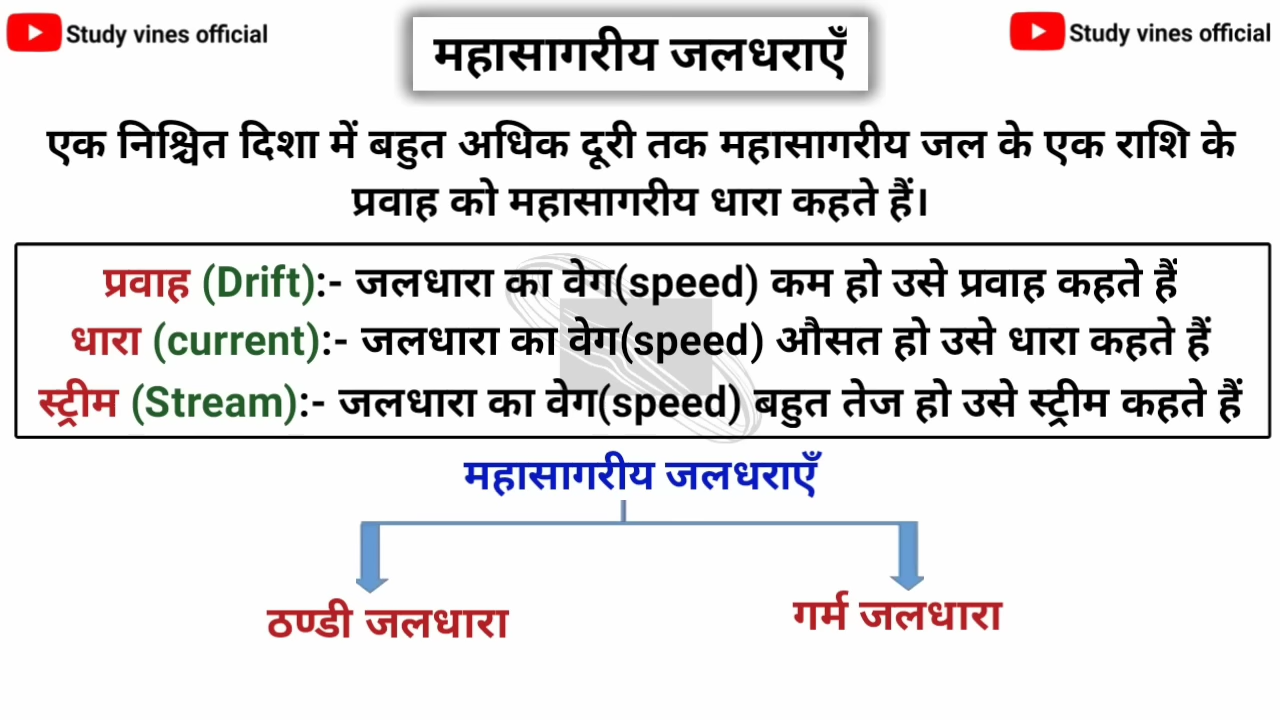 Study vines official
Study vines official
महासागरीय जलधराएँ
एक निश्चित दिशा में बहुत अधिक दूरी तक महासागरीय जल के एक राशि के
प्रवाह को महासागरीय धारा कहते हैं।
प्रवाह (Drift):- जलधारा का वेग(speed) कम हो उसे प्रवाह कहते हैं
धारा (current):- जलधारा का वेग(speed) औसत हो उसे धारा कहते हैं
स्ट्रीम (Stream):- जलधारा का वेग(speed) बहुत तेज हो उसे स्ट्रीम कहते हैं
महासागरीय जलधराएँ
ठण्डी जलधारा
गर्म जलधारा